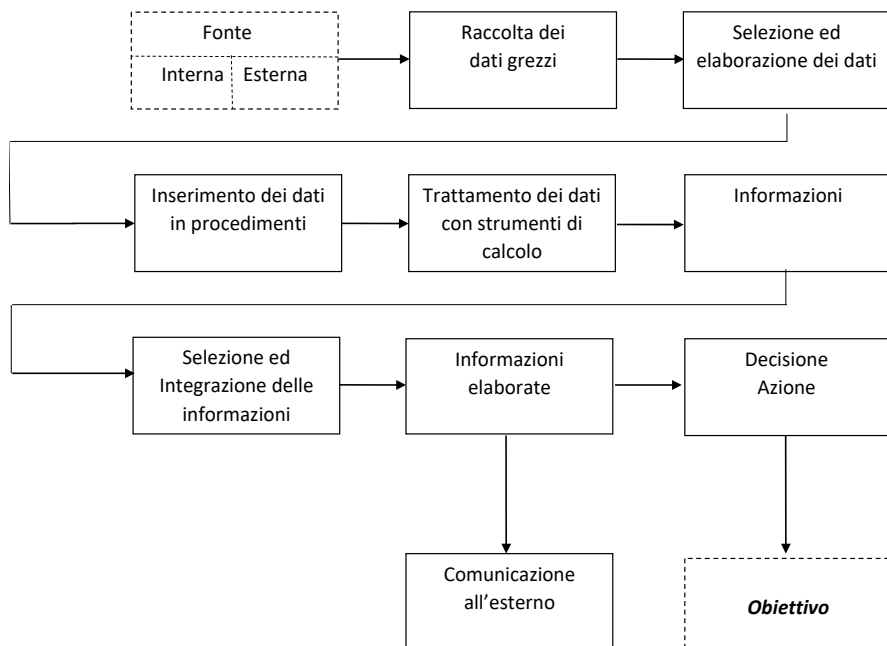 Fonte
Interna Esterna
Raccolta dei
dati grezzi
Selezione ed
elaborazione dei dati
Inserimento dei dati
in procedimenti
Trattamento dei dati
con strumenti di
calcolo
Informazioni
Selezione ed
Integrazione delle
informazioni
Informazioni
elaborate
Decisione
Azione
Comunicazione
all’esterno
Obiettivo